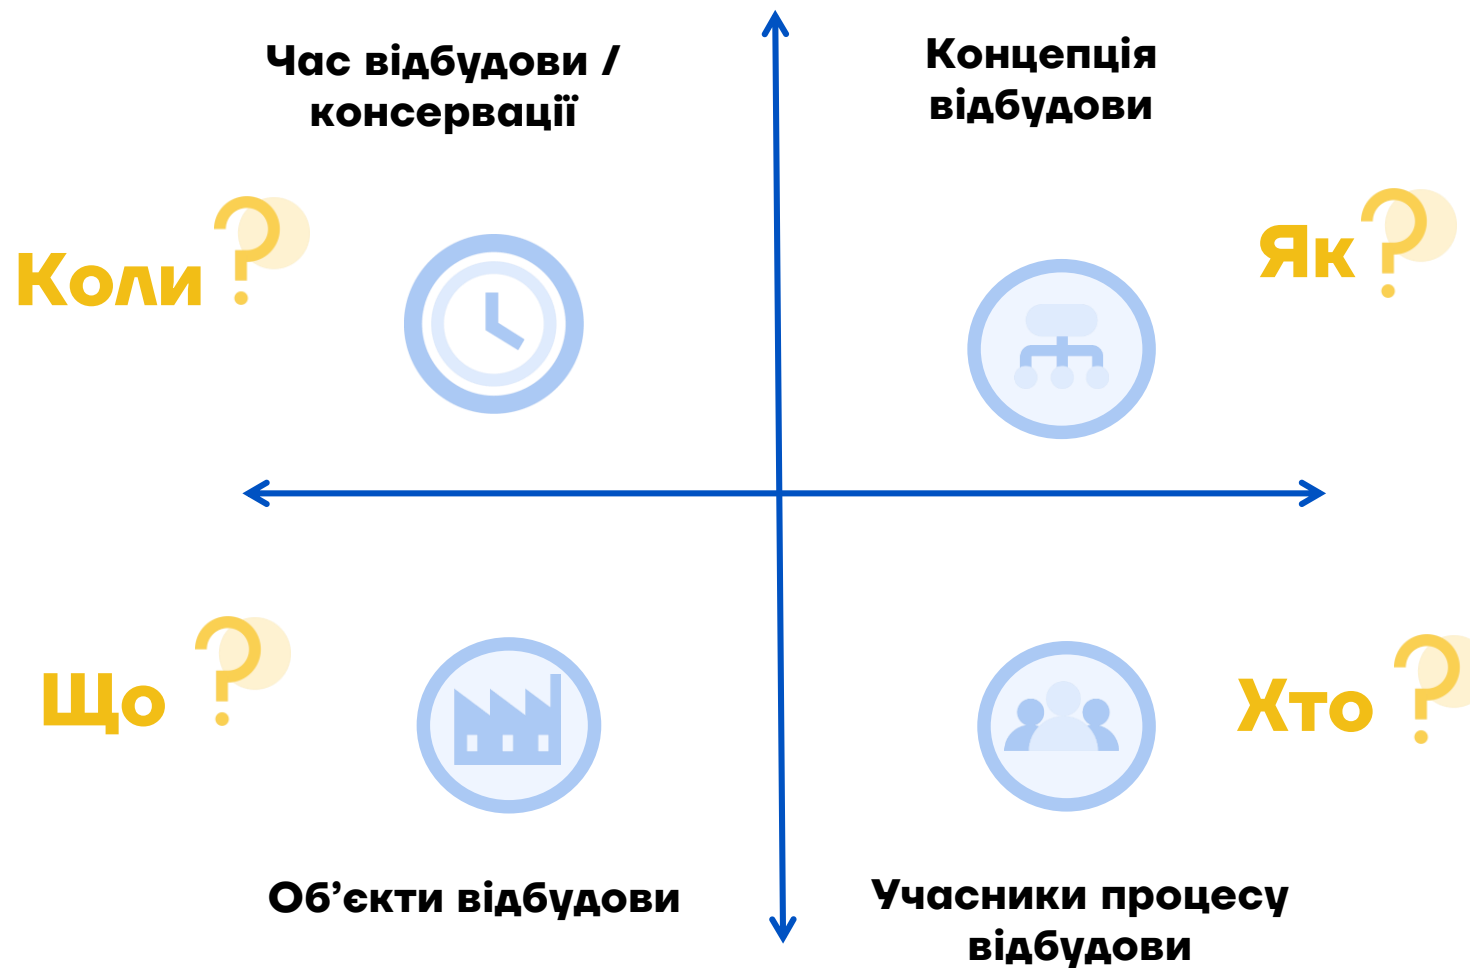 Час відбудови /
консервації
Концепція
відбудови
Коли ?
Як ?
Що ?
Хто ?
Об’єкти відбудови
Учасники процесу
відбудови